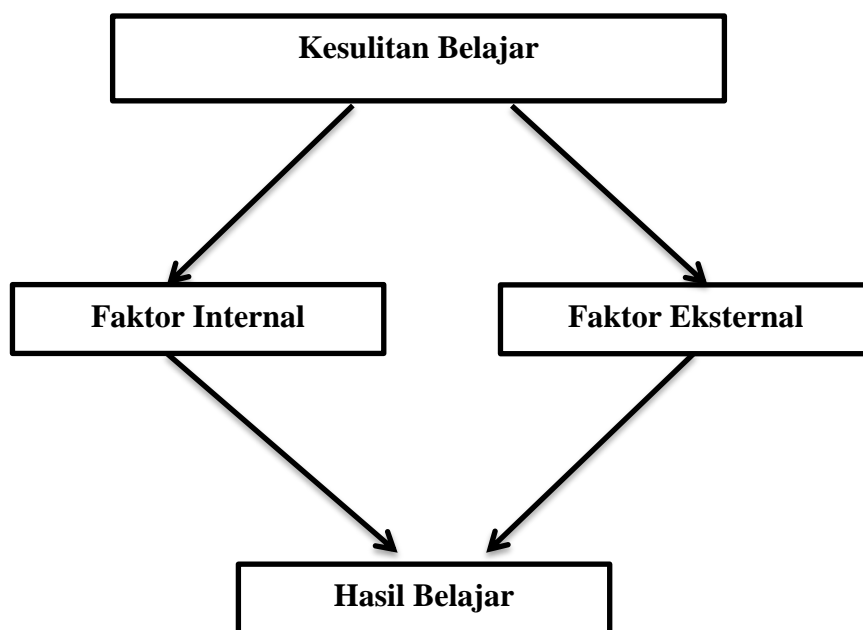 Kesulitan Belajar
Faktor Internal
Faktor Eksternal
Hasil Belajar